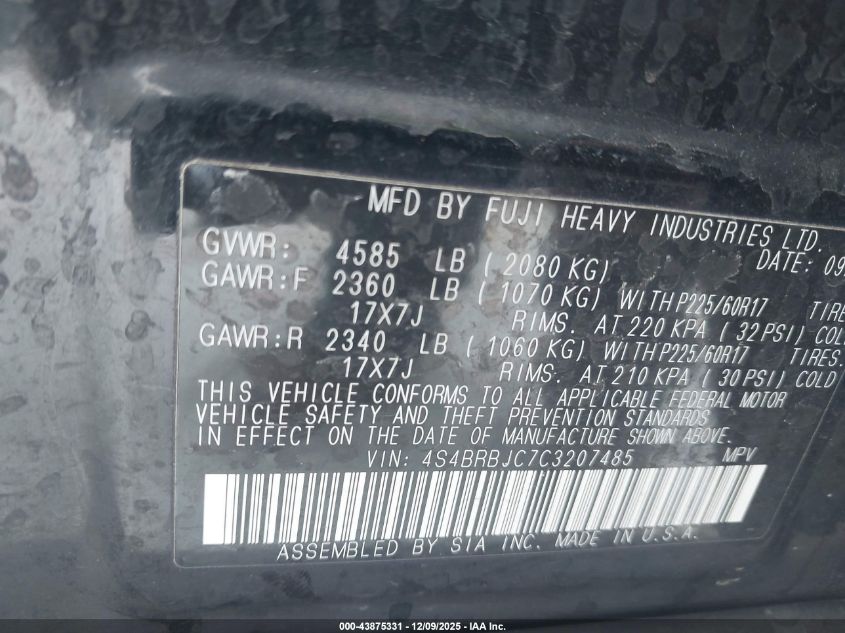 MFD BY FUJI HEAVY INDUSTRIES LTD.
GVWR: 4585 LB ( 2080 KG) DATE: 09
GAWR:F 2360 LB ( 1070 KG) WITH P225/60R17 TIRE
17X7J RIMS. AT 220 KPA ( 32 PSI) COL
GAWR:R 2340 LB ( 1060 KG) WITH P225/60R17 TIRES.
17X7J RIMS. AT 210 KPA ( 30 PSI) COLD
THIS VEHICLE CONFORMS TO ALL APPLICABLE FEDERAL MOTOR
VEHICLE SAFETY AND THEFT PREVENTION STANDARDS
IN EFFECT ON THE DATE OF MANUFACTURE SHOWN ABOVE.
VIN: 4S4BRBJC7C3207485 MPV
ASSEMBLED BY SIA INC. MADE IN U.S.A.
000-43875331 - 12/09/2025 - IAA Inc.